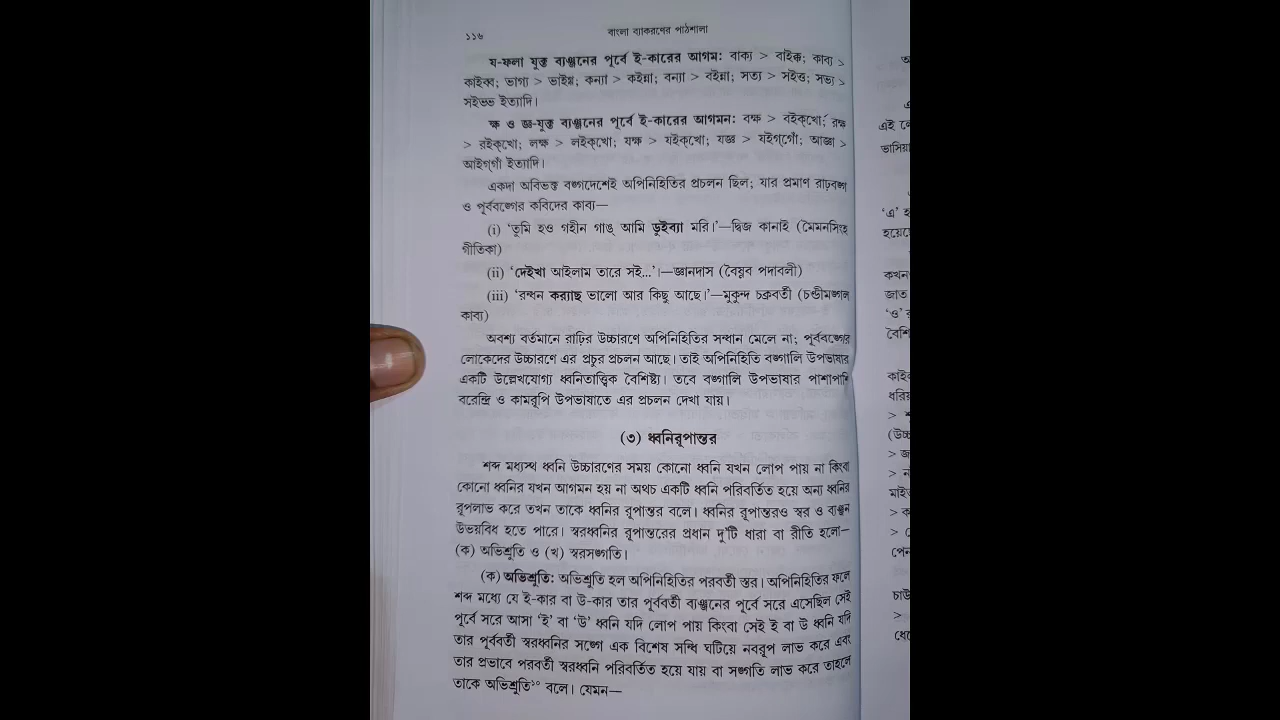 ১১৬
বাংলা ব্যাকরণের পাঠশালা
য-ফলা যুক্ত ব্যঞ্জনের পূর্বে ই-কারের আগম: বাক্য > বাইক্ক; কাব্য >
কাইব্ব; ভাগ্য > ভাইগ্গ; কন্যা > কইন্না; বন্যা > বইন্না; সত্য > সইত্ত; সভ্য >
সইভ্ভ ইত্যাদি।
ক্ষ ও জ্ঞ-যুক্ত ব্যঞ্জনের পূর্বে ই-কারের আগমন: বক্ষ > বইক্‌খো; রক্ষ
> রইক্‌খো; লক্ষ > লইক্‌খো; যক্ষ > যইক্‌খো; যজ্ঞ > যইগ্‌গোঁ; আজ্ঞা >
আইগ্‌গাঁ ইত্যাদি।
একদা অবিভক্ত বঙ্গদেশেই অপিনিহিতির প্রচলন ছিল; যার প্রমাণ রাঢ়বঙ্গ
ও পূর্ববঙ্গের কবিদের কাব্য—
(i) ‘তুমি হও গহীন গাঙ্ আমি ডুইব্যা মরি।’—দ্বিজ কানাই (মৈমনসিংহ
গীতিকা)
(ii) ‘দেইখা আইলাম তারে সই...’।—জ্ঞানদাস (বৈষ্ণব পদাবলী)
(iii) ‘রন্ধন কর‍্যাছ ভালো আর কিছু আছে।’—মুকুন্দ চক্রবর্তী (চণ্ডীমঙ্গল
কাব্য)
অবশ্য বর্তমানে রাঢ়ির উচ্চারণে অপিনিহিতির সন্ধান মেলে না; পূর্ববঙ্গের
লোকেদের উচ্চারণে এর প্রচুর প্রচলন আছে। তাই অপিনিহিতি বঙ্গালি উপভাষার
একটি উল্লেখযোগ্য ধ্বনিতাত্ত্বিক বৈশিষ্ট্য। তবে বঙ্গালি উপভাষার পাশাপাশি
বরেন্দ্রি ও কামরূপি উপভাষাতে এর প্রচলন দেখা যায়।
(৩) ধ্বনিরূপান্তর
শব্দ মধ্যস্থ ধ্বনি উচ্চারণের সময় কোনো ধ্বনি যখন লোপ পায় না কিংবা
কোনো ধ্বনির যখন আগমন হয় না অথচ একটি ধ্বনি পরিবর্তিত হয়ে অন্য ধ্বনির
রূপলাভ করে তখন তাকে ধ্বনির রূপান্তর বলে। ধ্বনির রূপান্তরও স্বর ও ব্যঞ্জন
উভয়বিধ হতে পারে। স্বরধ্বনির রূপান্তরের প্রধান দু'টি ধারা বা রীতি হলো—
(ক) অভিশ্রুতি ও (খ) স্বরসঙ্গতি।
(ক) অভিশ্রুতি: অভিশ্রুতি হল অপিনিহিতির পরবর্তী স্তর। অপিনিহিতির ফলে
শব্দ মধ্যে যে ই-কার বা উ-কার তার পূর্ববর্তী ব্যঞ্জনের পূর্বে সরে এসেছিল সেই
পূর্বে সরে আসা ‘ই’ বা ‘উ’ ধ্বনি যদি লোপ পায় কিংবা সেই ই বা উ ধ্বনি যদি
তার পূর্ববর্তী স্বরধ্বনির সঙ্গে এক বিশেষ সন্ধি ঘটিয়ে নবরূপ লাভ করে এবং
তার প্রভাবে পরবর্তী স্বরধ্বনি পরিবর্তিত হয়ে যায় বা সঙ্গতি লাভ করে তাহলে
তাকে অভিশ্রুতি¹⁰ বলে। যেমন—